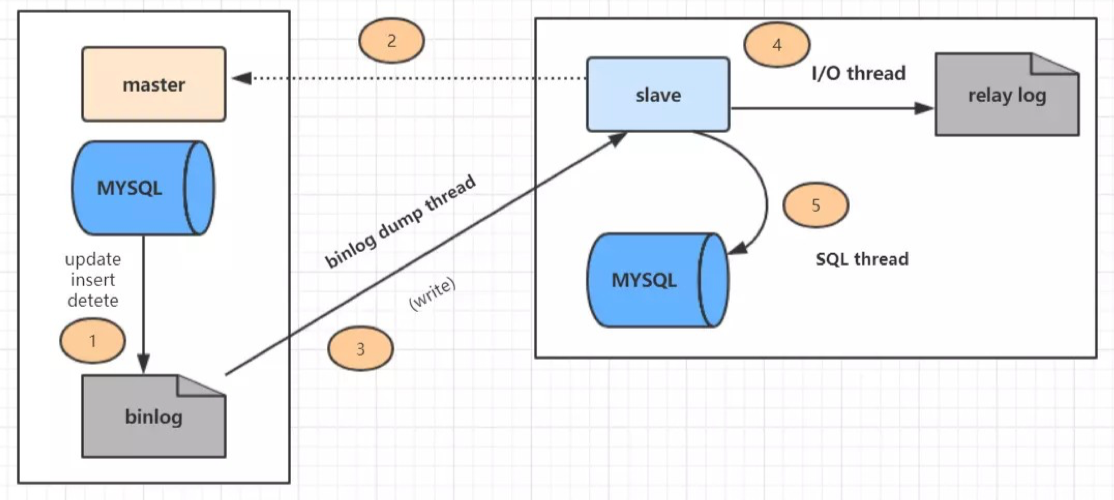 2
4
master
slave
I/O thread
relay log
MYSQL
binlog dump thread
(write)
5
SQL thread
MYSQL
update
insert
detete
1
3
binlog